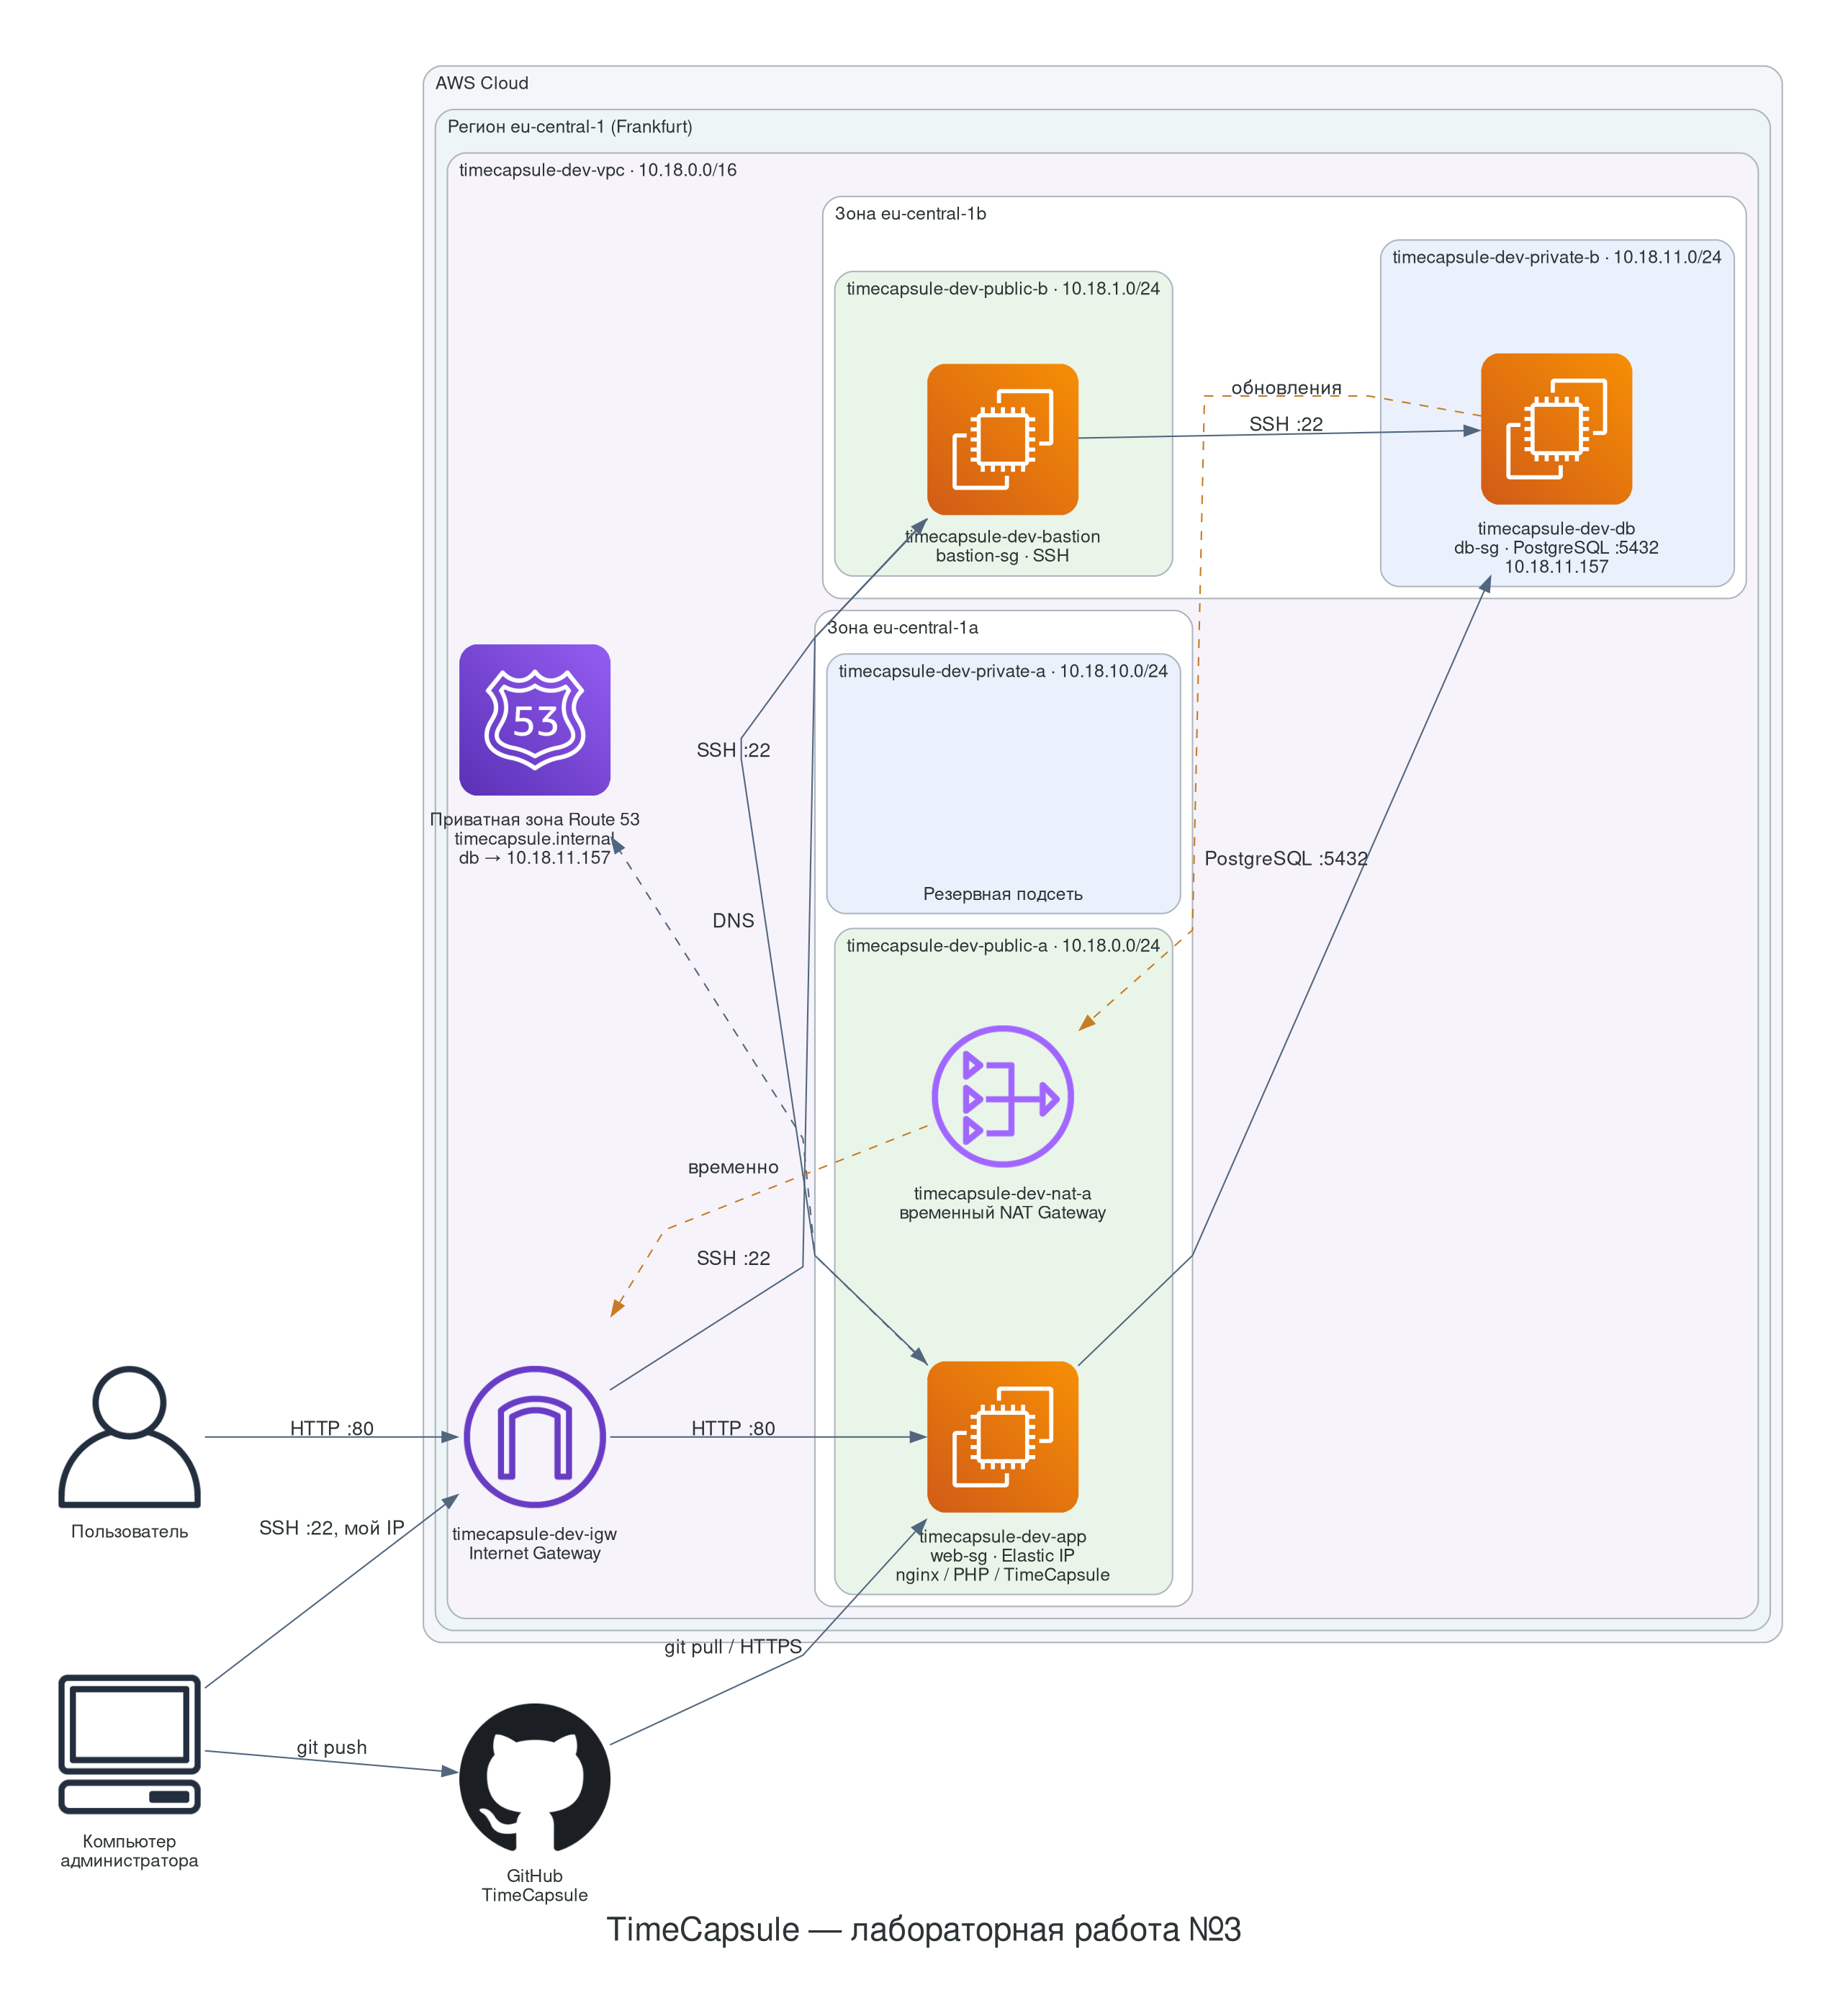 AWS Cloud
Регион eu-central-1 (Frankfurt)
timecapsule-dev-vpc · 10.18.0.0/16
Зона eu-central-1b
timecapsule-dev-private-b · 10.18.11.0/24
timecapsule-dev-public-b · 10.18.1.0/24
обновления
SSH :22
timecapsule-dev-bastion
bastion-sg · SSH
timecapsule-dev-db
db-sg · PostgreSQL :5432
10.18.11.157
Зона eu-central-1a
timecapsule-dev-private-a · 10.18.10.0/24
53
SSH :22
Приватная зона Route 53
timecapsule.internal
db → 10.18.11.157
PostgreSQL :5432
Резервная подсеть
DNS
timecapsule-dev-public-a · 10.18.0.0/24
временно
timecapsule-dev-nat-a
временный NAT Gateway
SSH :22
HTTP :80
HTTP :80
SSH :22, мой IP
Пользователь
timecapsule-dev-igw
Internet Gateway
timecapsule-dev-app
web-sg · Elastic IP
nginx / PHP / TimeCapsule
git pull / HTTPS
git push
Компьютер
администратора
GitHub
TimeCapsule
TimeCapsule — лабораторная работа №3